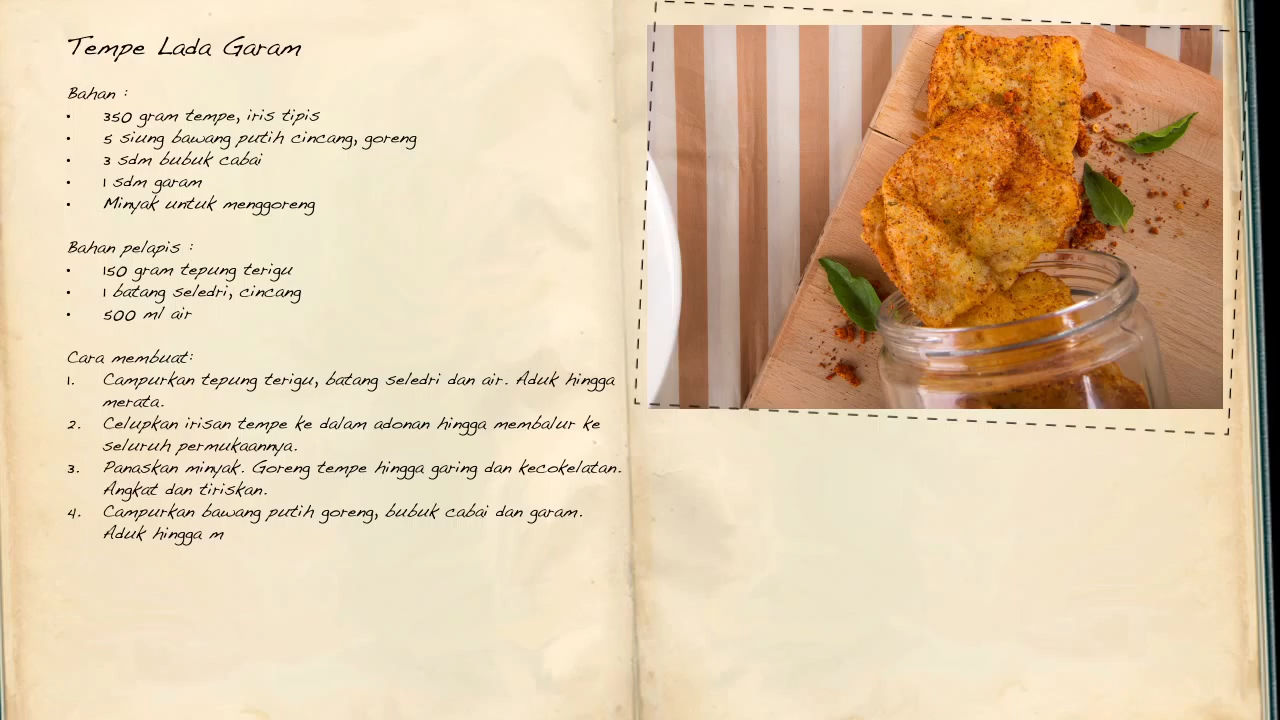 Tempe Lada Garam
Bahan :
• 350 gram tempe, iris tipis
• 5 siung bawang putih cincang, goreng
• 3 sdm bubuk cabai
• 1 sdm garam
• Minyak untuk menggoreng
Bahan pelapis :
• 150 gram tepung terigu
• 1 batang seledri, cincang
• 500 ml air
Cara membuat:
1. Campurkan tepung terigu, batang seledri dan air. Aduk hingga
merata.
2. Celupkan irisan tempe ke dalam adonan hingga membalur ke
seluruh permukaannya.
3. Panaskan minyak. Goreng tempe hingga garing dan kecokelatan.
Angkat dan tiriskan.
4. Campurkan bawang putih goreng, bubuk cabai dan garam.
Aduk hingga m